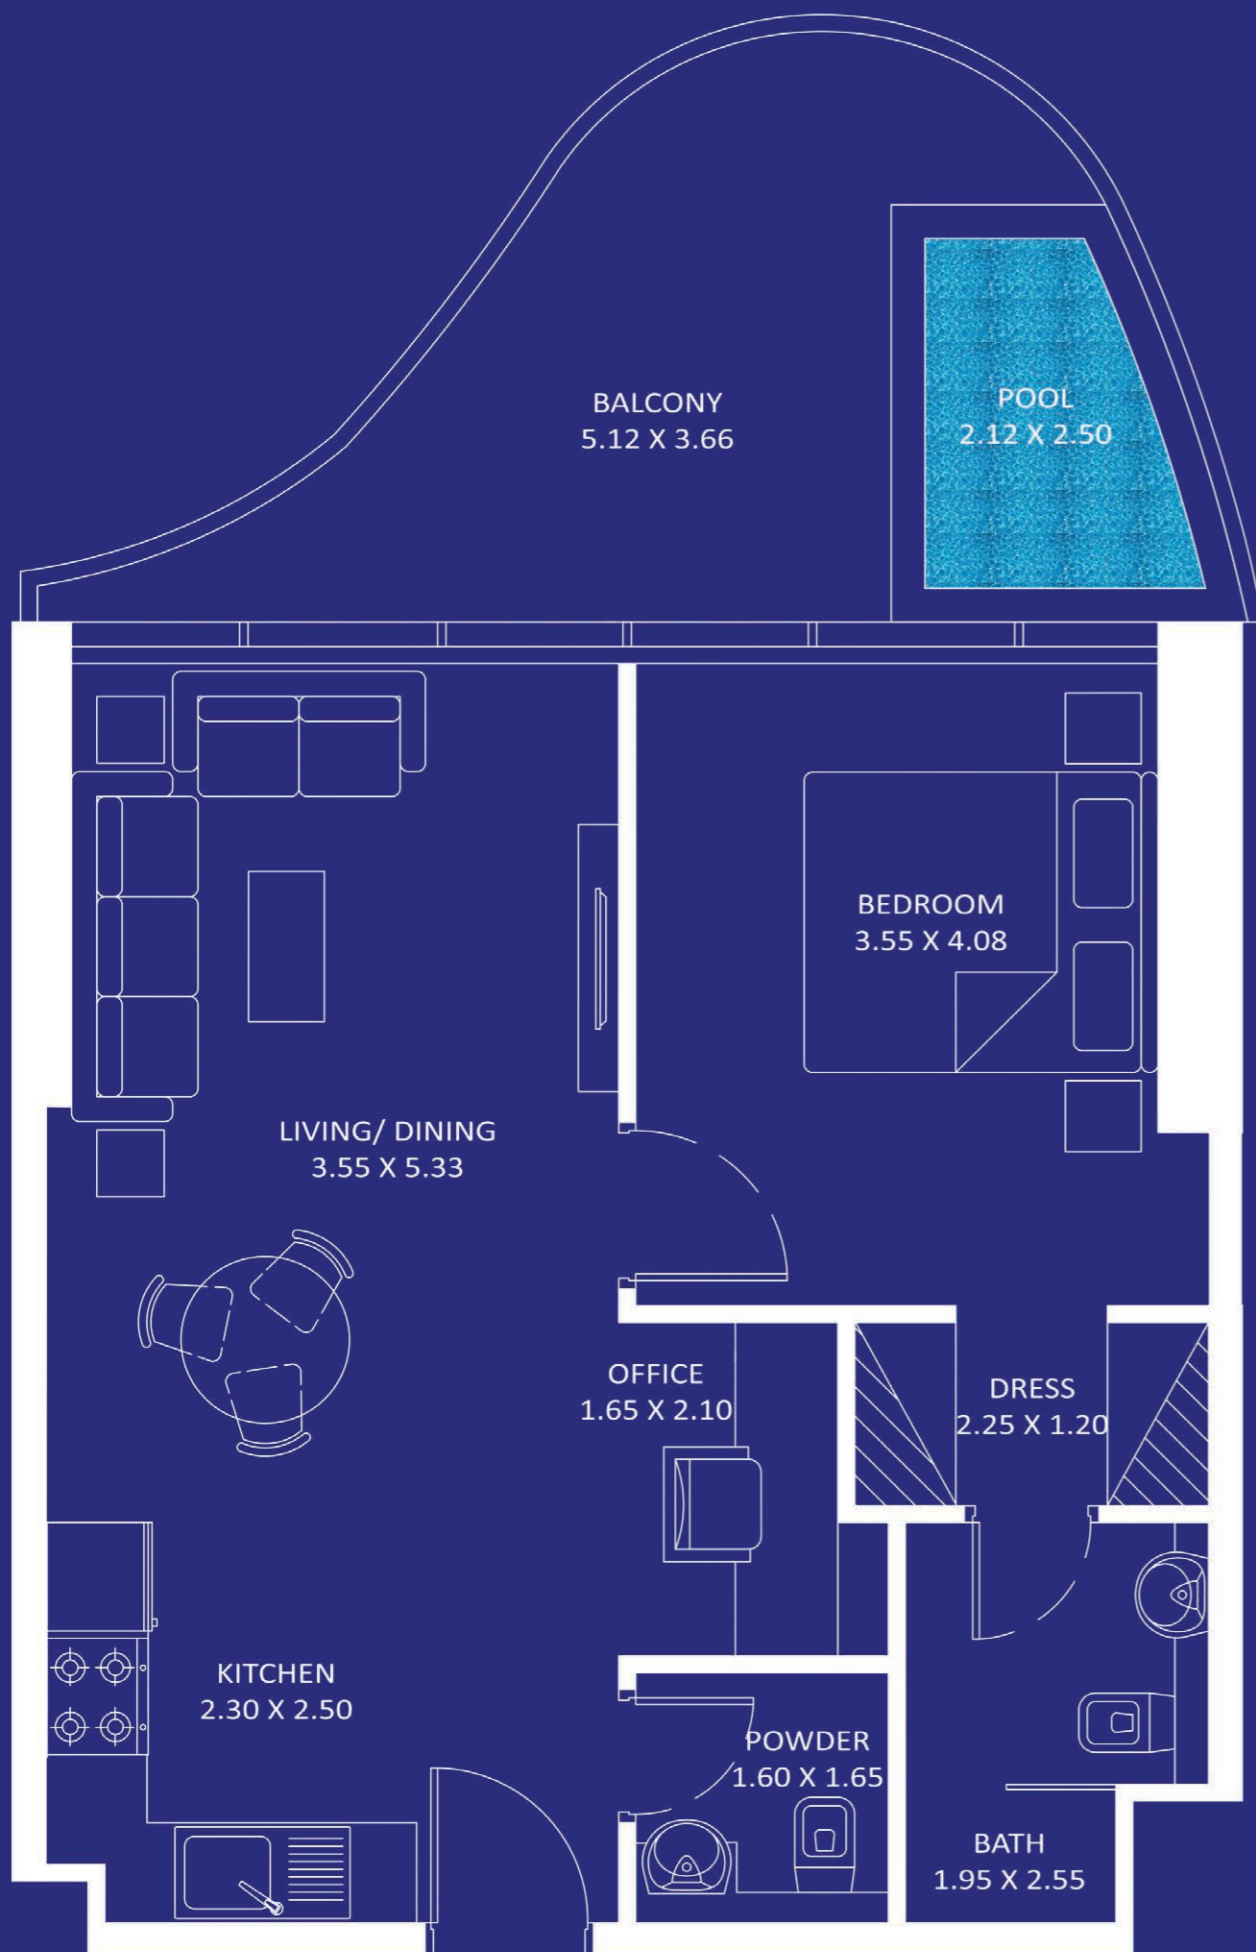 BALCONY
5.12 X 3.66
POOL
2.12 X 2.50
BEDROOM
3.55 X 4.08
LIVING/ DINING
3.55 X 5.33
OFFICE
1.65 X 2.10
DRESS
2.25 X 1.20
KITCHEN
2.30 X 2.50
POWDER
1.60 X 1.65
BATH
1.95 X 2.55